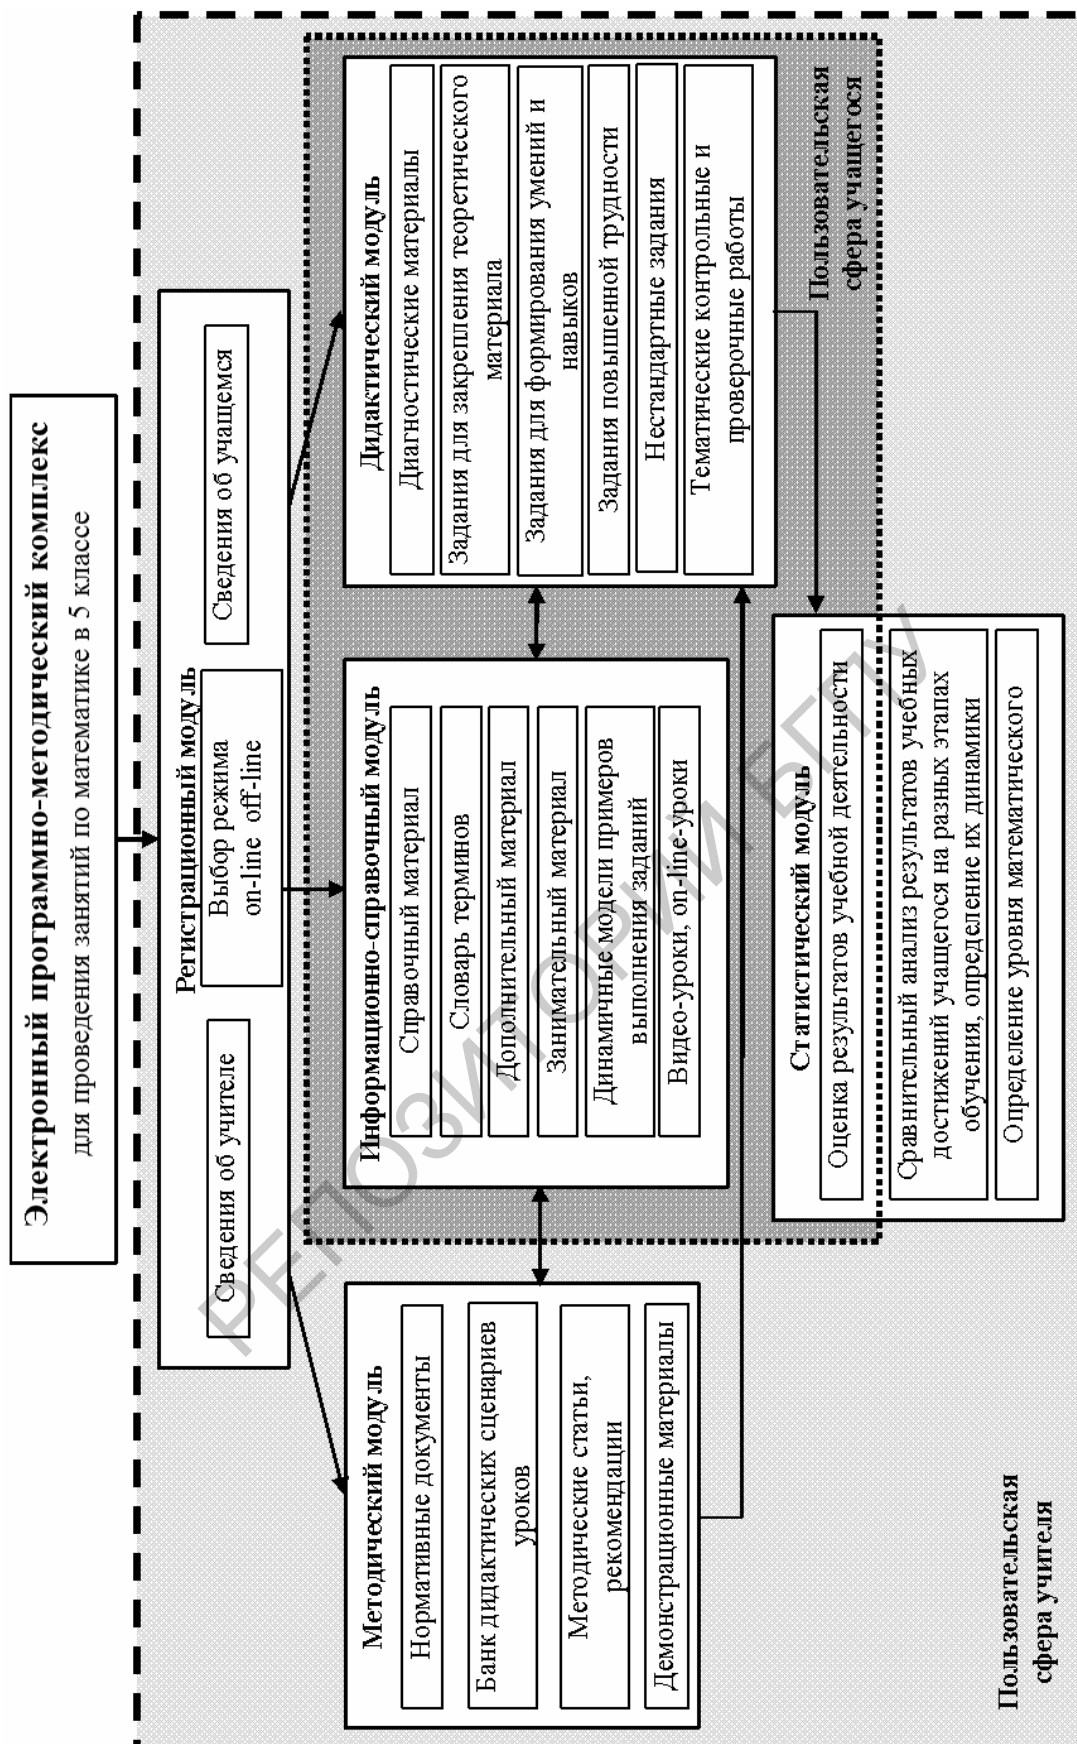 Электронный программно-методический комплекс
для проведения занятий по математике в 5 классе
Регистрационный модуль
Сведения об учителе
Выбор режима
on-line off-line
Сведения об учащемся
Методический модуль
Нормативные документы
Банк дидактических сценариев
уроков
Методические статьи,
рекомендации
Демонстрационные материалы
Информационно-справочный модуль
Справочный материал
Словарь терминов
Дополнительный материал
Занимательный материал
Динамичные модели примеров
выполнения заданий
Видео-уроки, on-line-уроки
Дидактический модуль
Диагностические материалы
Задания для закрепления теоретического
материала
Задания для формирования умений и
навыков
Задания повышенной трудности
Нестандартные задания
Тематические контрольные и
проверочные работы
Статистический модуль
Оценка результатов учебной деятельности
Сравнительный анализ результатов учебных
достижений учащегося на разных этапах
обучения, определение их динамики
Определение уровня математического
Пользовательская
сфера учащегося
Пользовательская
сфера учителя
РЕПОЗИТОРИЙ БГПУ